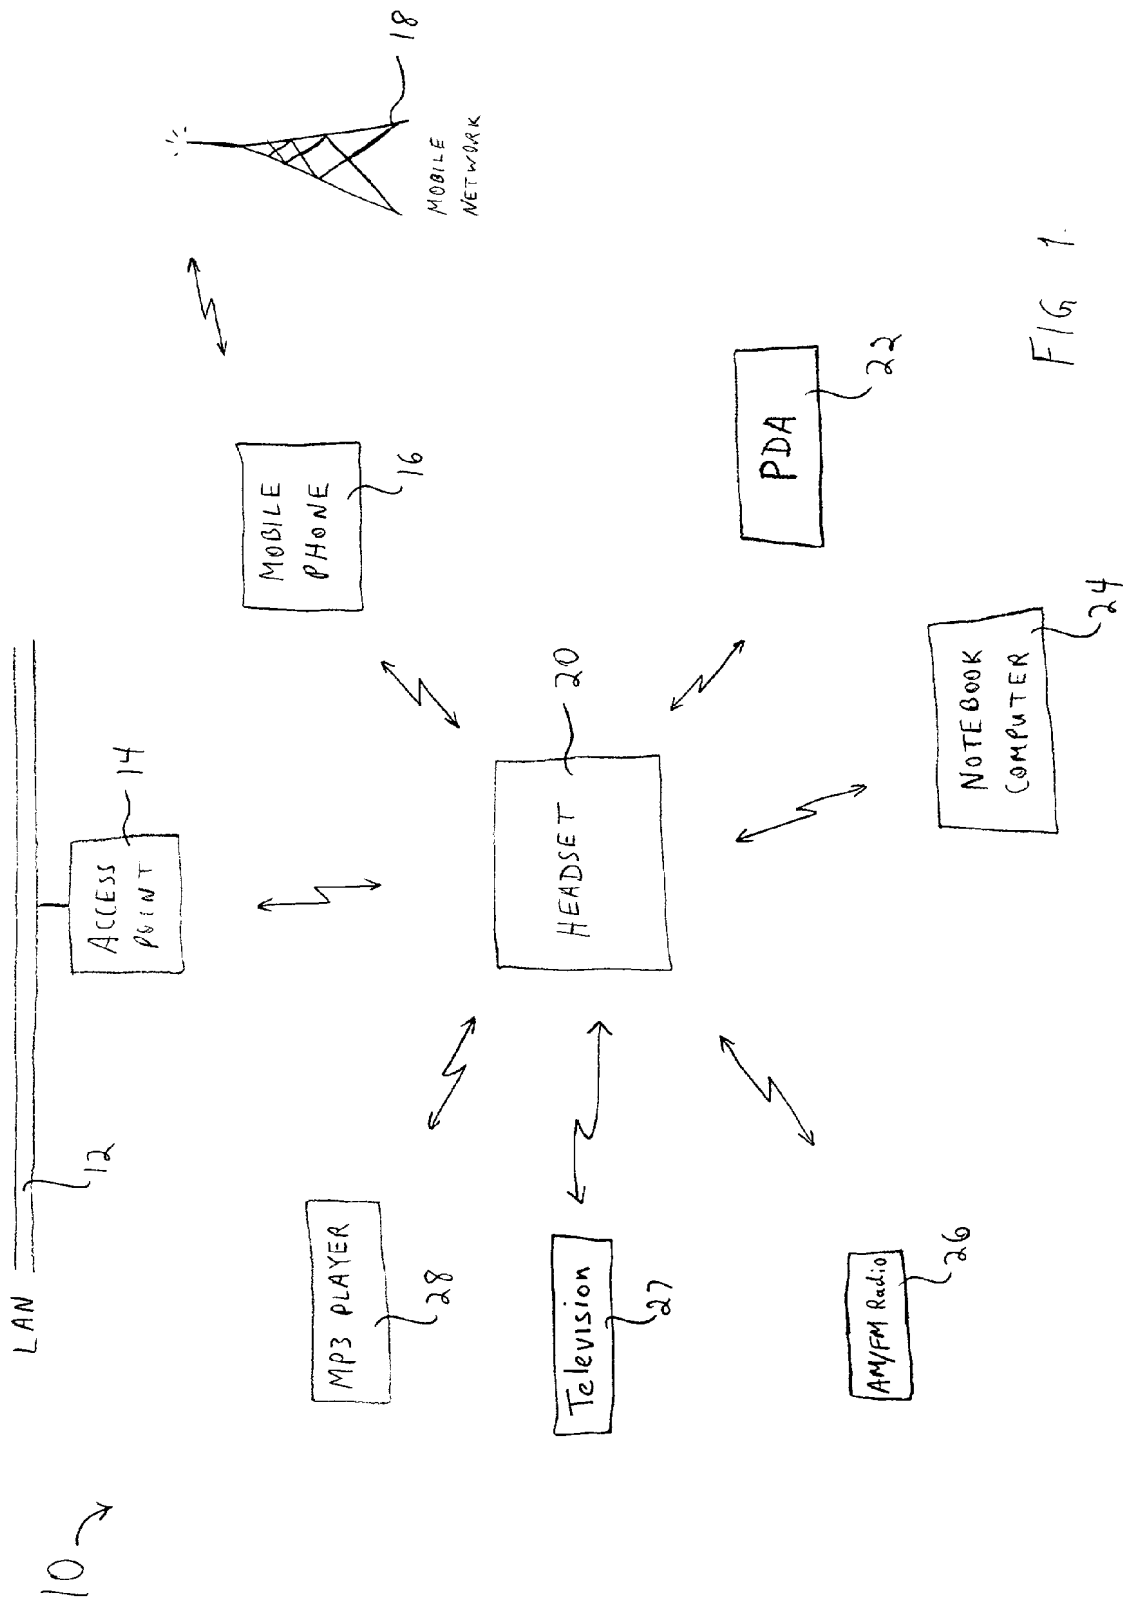 10
LAN
12
ACCESS
POINT
14
MOBILE
PHONE
16
18
MOBILE
NETWORK
MP3 PLAYER
28
Television
27
HEADSET
20
AM/FM Radio
26
NOTEBOOK
COMPUTER
24
PDA
22
FIG 1.